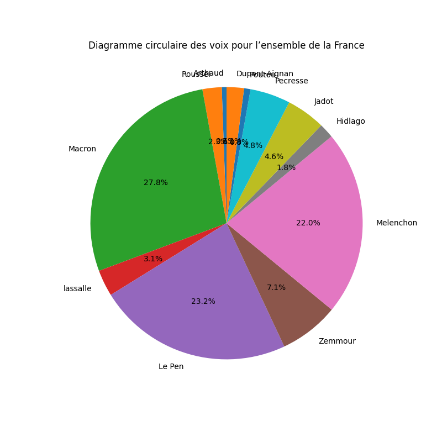 Diagramme circulaire des voix pour l'ensemble de la France
Arthaud
Roussel
Dupont-Aignan
Poutou
Pecresse
Jadot
Hidlago
Macron
27.8%
4.8%
4.6%
1.8%
22.0%
Melenchon
3.1%
lassalle
7.1%
23.2%
Zemmour
Le Pen